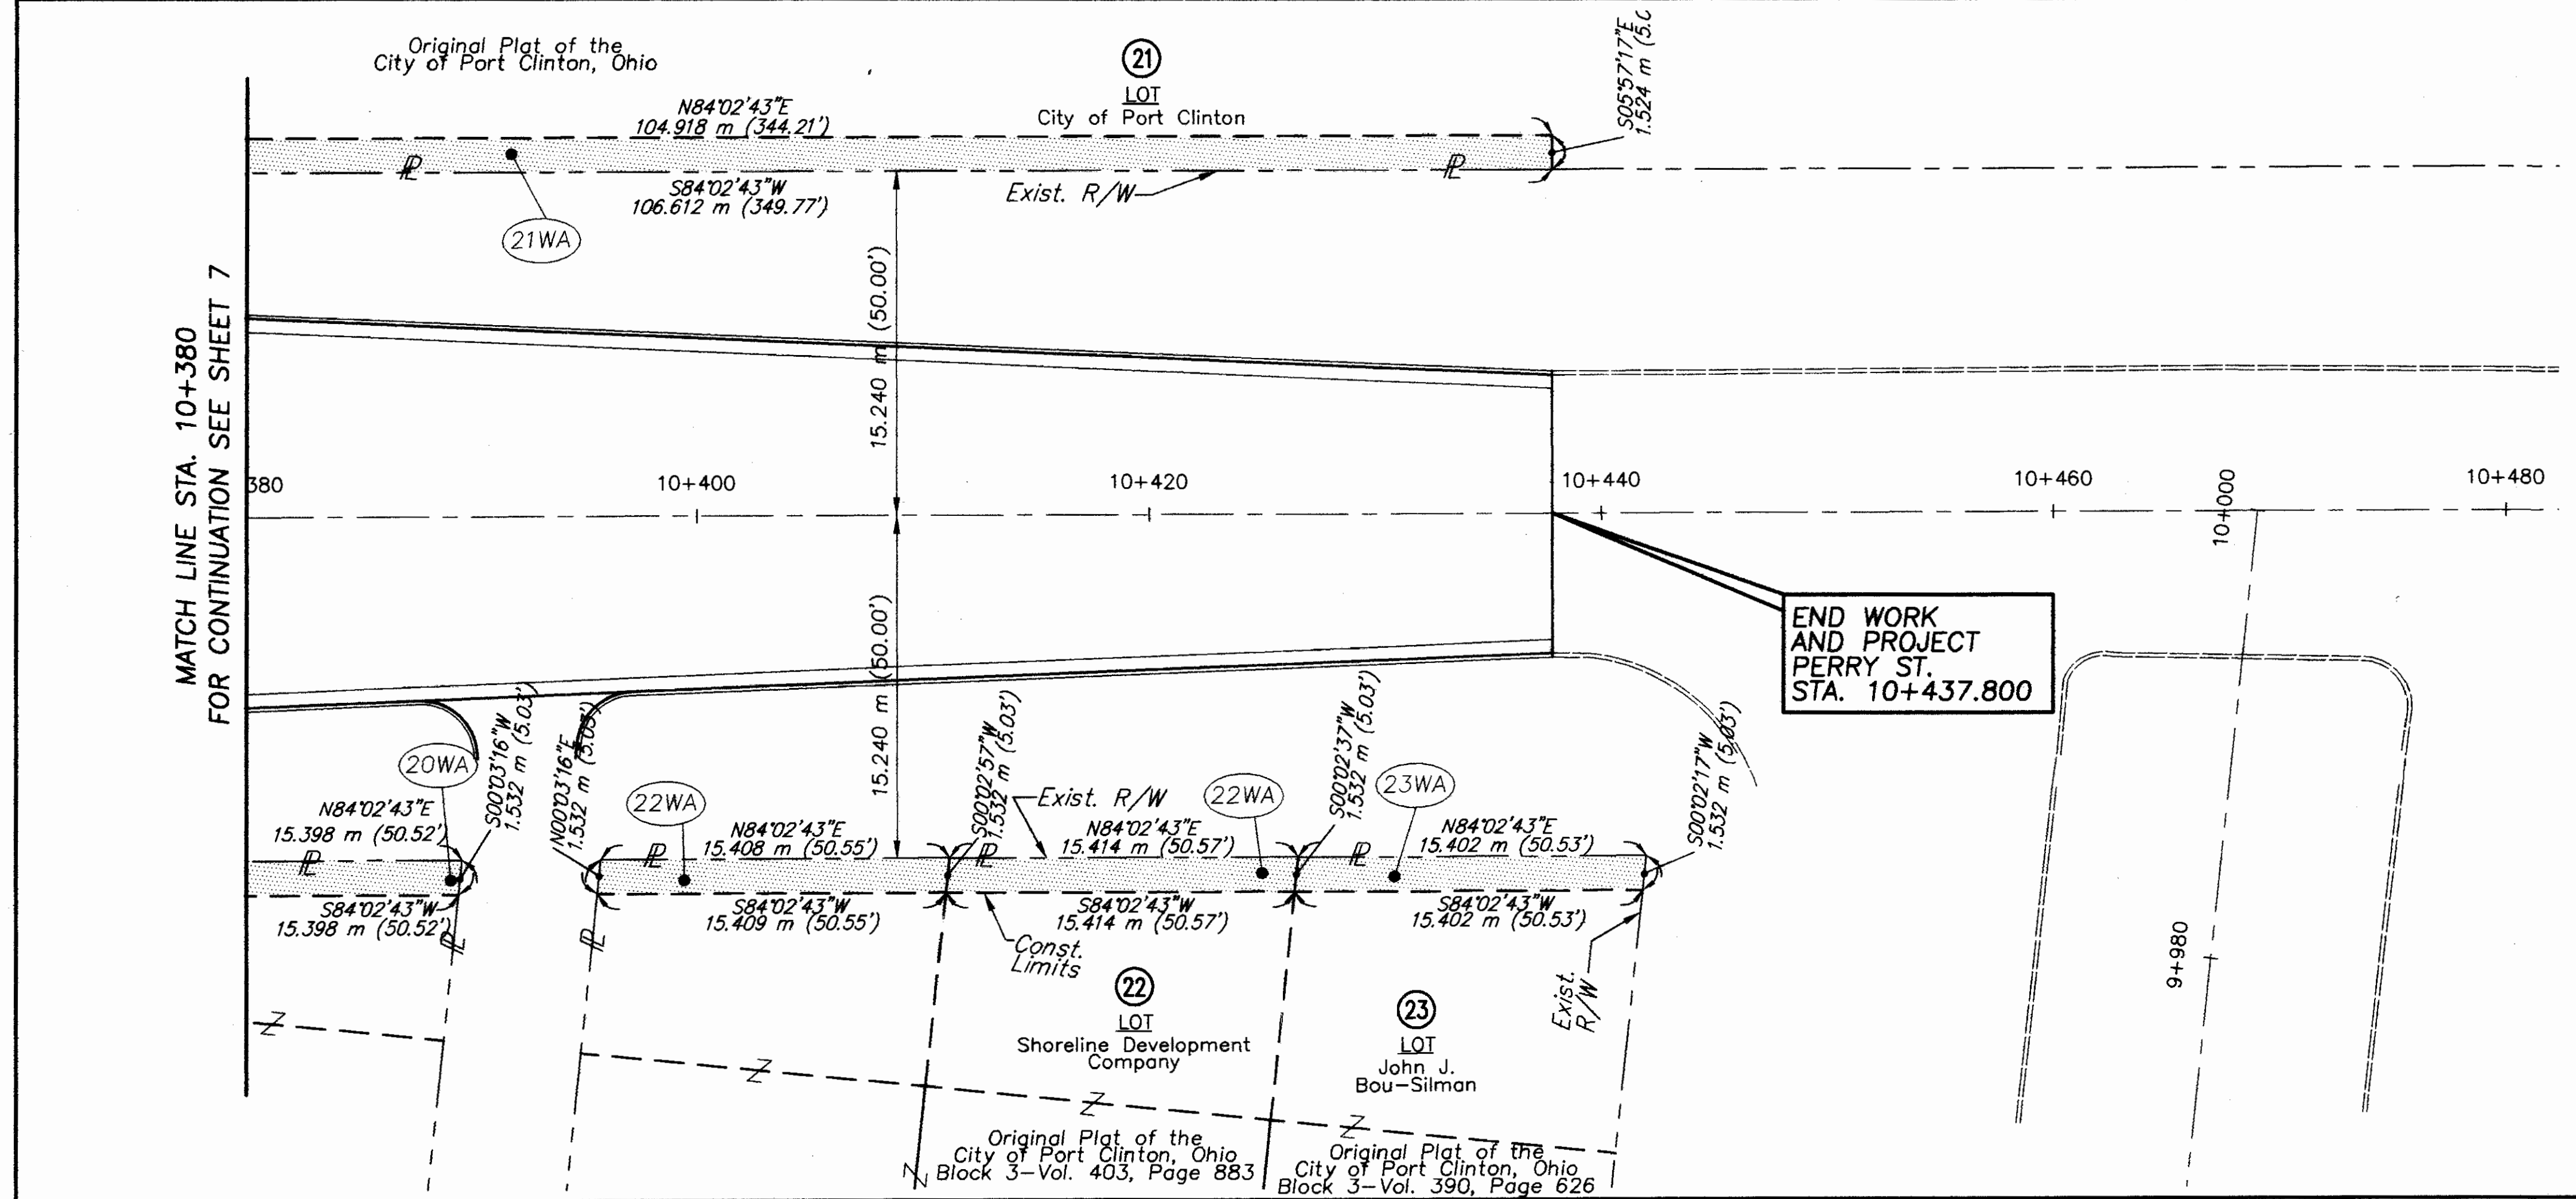 Original Plat of the
City of Port Clinton, Ohio
21
LOT
City of Port Clinton
N84°02'43"E
104.918 m (344.21')
S84°02'43"W
106.612 m (349.77')
S05°57'17"E
1.524 m (5.0
PL
PL
Exist. R/W
21WA
MATCH LINE STA. 10+380
FOR CONTINUATION SEE SHEET 7
15.240 m (50.00')
15.240 m (50.00')
380
10+400
10+420
10+440
10+460
10+480
10+000
9+980
END WORK
AND PROJECT
PERRY ST.
STA. 10+437.800
20WA
S00°03'16"W
1.532 m (5.03')
N00°03'16"E
1.532 m (5.03')
22WA
S00°02'57"W
1.532 m (5.03')
Exist. R/W
22WA
S00°02'37"W
1.532 m (5.03')
23WA
S00°02'17"W
1.532 m (5.03')
N84°02'43"E
15.398 m (50.52')
N84°02'43"E
15.408 m (50.55')
N84°02'43"E
15.414 m (50.57')
N84°02'43"E
15.402 m (50.53')
PL
PL
PL
PL
S84°02'43"W
15.398 m (50.52')
S84°02'43"W
15.409 m (50.55')
S84°02'43"W
15.414 m (50.57')
S84°02'43"W
15.402 m (50.53')
PL
PL
Const.
Limits
Exist.
R/W
22
LOT
Shoreline Development
Company
23
LOT
John J.
Bou-Silman
Z
Z
Z
Z
Z
Original Plat of the
City of Port Clinton, Ohio
Block 3-Vol. 403, Page 883
Original Plat of the
City of Port Clinton, Ohio
Block 3-Vol. 390, Page 626